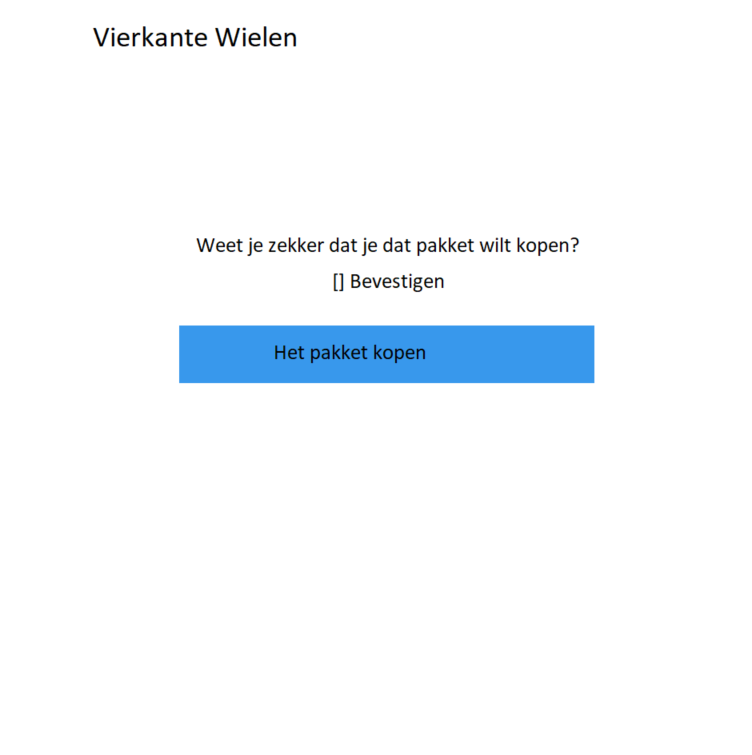 Vierkante Wielen
Weet je zekker dat je dat pakket wilt kopen?
[] Bevestigen
Het pakket kopen